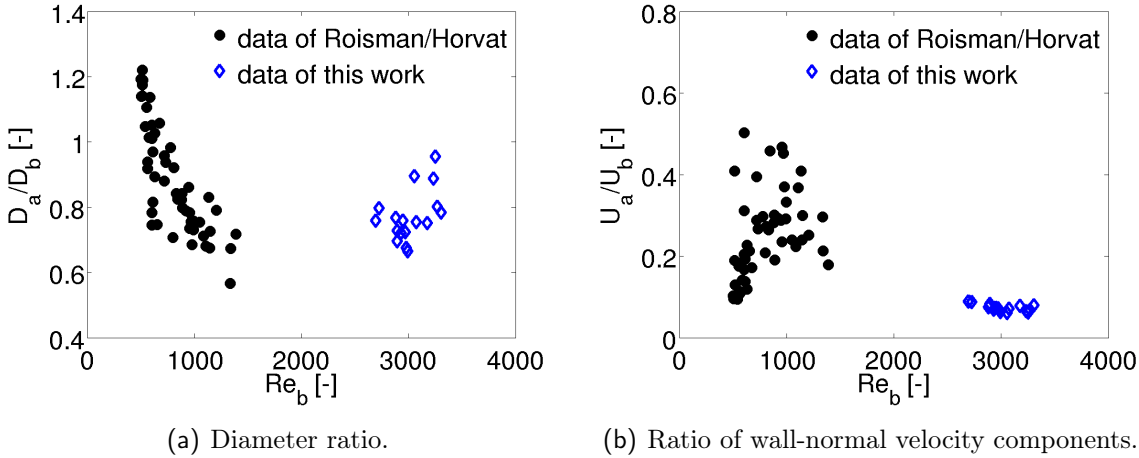 1.4
1.2
1
0.8
0.6
0.4
D_a/D_b [-]
data of Roisman/Horvat
data of this work
0 1000 2000 3000 4000
Re_b [-]
(a) Diameter ratio.
0.8
0.6
0.4
0.2
0
U_a/U_b [-]
data of Roisman/Horvat
data of this work
0 1000 2000 3000 4000
Re_b [-]
(b) Ratio of wall-normal velocity components.